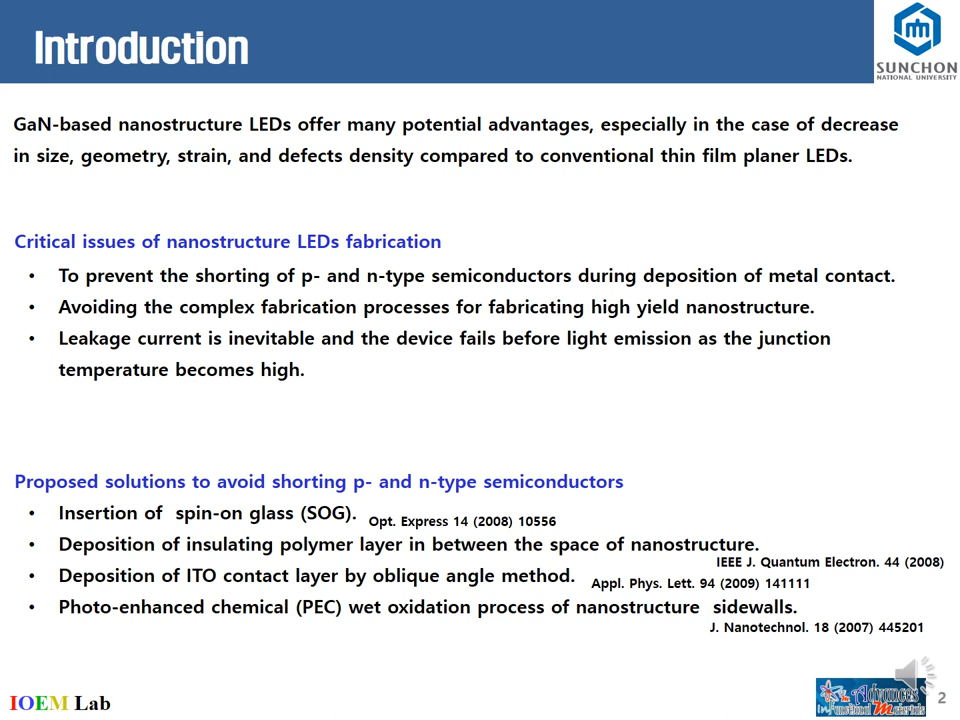 Introduction
SUNCHON
NATIONAL UNIVERSITY
GaN-based nanostructure LEDs offer many potential advantages, especially in the case of decrease
in size, geometry, strain, and defects density compared to conventional thin film planer LEDs.
Critical issues of nanostructure LEDs fabrication
• To prevent the shorting of p- and n-type semiconductors during deposition of metal contact.
• Avoiding the complex fabrication processes for fabricating high yield nanostructure.
• Leakage current is inevitable and the device fails before light emission as the junction
temperature becomes high.
Proposed solutions to avoid shorting p- and n-type semiconductors
• Insertion of spin-on glass (SOG). Opt. Express 14 (2008) 10556
• Deposition of insulating polymer layer in between the space of nanostructure.
IEEE J. Quantum Electron. 44 (2008)
• Deposition of ITO contact layer by oblique angle method. Appl. Phys. Lett. 94 (2009) 141111
• Photo-enhanced chemical (PEC) wet oxidation process of nanostructure sidewalls.
J. Nanotechnol. 18 (2007) 445201
IOEM Lab
Advances
in Functional Materials
2